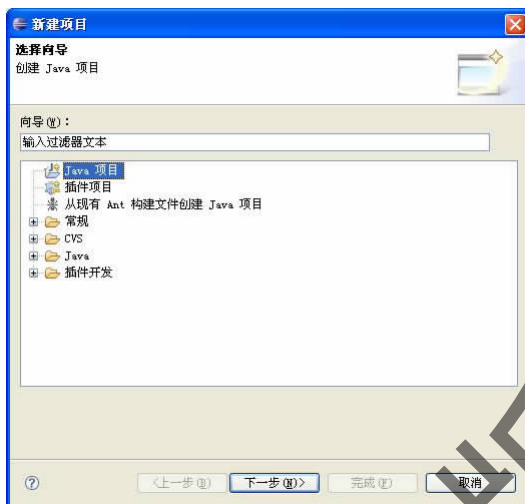 新建项目
选择向导
创建 Java 项目
向导(W)：
输入过滤器文本
Java 项目
插件项目
从现有 Ant 构建文件创建 Java 项目
常规
CVS
Java
插件开发
<上一步(B) 下一步(N)> 完成(F) 取消